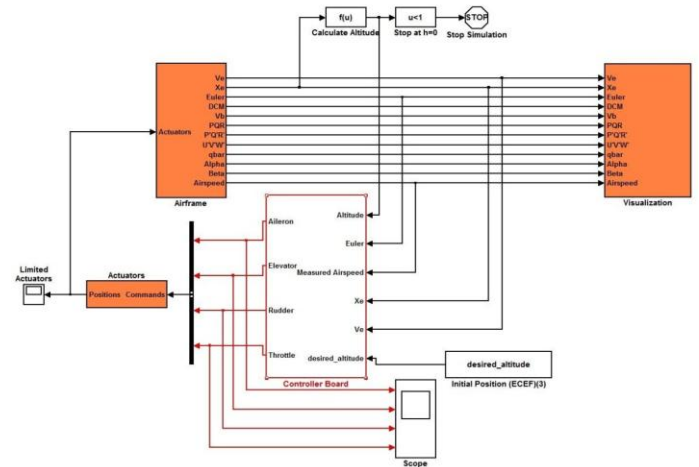 f(u)
Calculate Altitude
u<1
Stop at h=0
STOP
Stop Simulation
Actuators
Ve
Xe
Euler
DCM
Vb
PQR
P'Q'R'
U'V'W'
qbar
Alpha
Beta
Airspeed
Airframe
Ve
Xe
Euler
DCM
Vb
PQR
P'Q'R'
U'V'W'
qbar
Alpha
Beta
Airspeed
Visualization
Aileron
Elevator
Rudder
Throttle
Altitude
Euler
Measured Airspeed
Xe
Ve
desired_altitude
Controller Board
Limited
Actuators
Actuators
Positions Commands
desired_altitude
Initial Position (ECEF)(3)
Scope